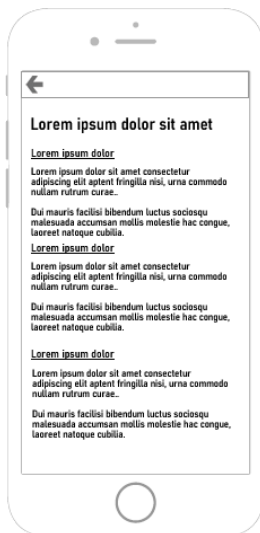 Lorem ipsum dolor sit amet
Lorem ipsum dolor
Lorem ipsum dolor sit amet consectetur
adipiscing elit aptent fringilla nisi, urna commodo
nullam rutrum curae..
Dui mauris facilisi bibendum luctus sociosqu
malesuada accumsan mollis molestie hac congue,
laoreet natoque cubilia.
Lorem ipsum dolor
Lorem ipsum dolor sit amet consectetur
adipiscing elit aptent fringilla nisi, urna commodo
nullam rutrum curae..
Dui mauris facilisi bibendum luctus sociosqu
malesuada accumsan mollis molestie hac congue,
laoreet natoque cubilia.
Lorem ipsum dolor
Lorem ipsum dolor sit amet consectetur
adipiscing elit aptent fringilla nisi, urna commodo
nullam rutrum curae..
Dui mauris facilisi bibendum luctus sociosqu
malesuada accumsan mollis molestie hac congue,
laoreet natoque cubilia.